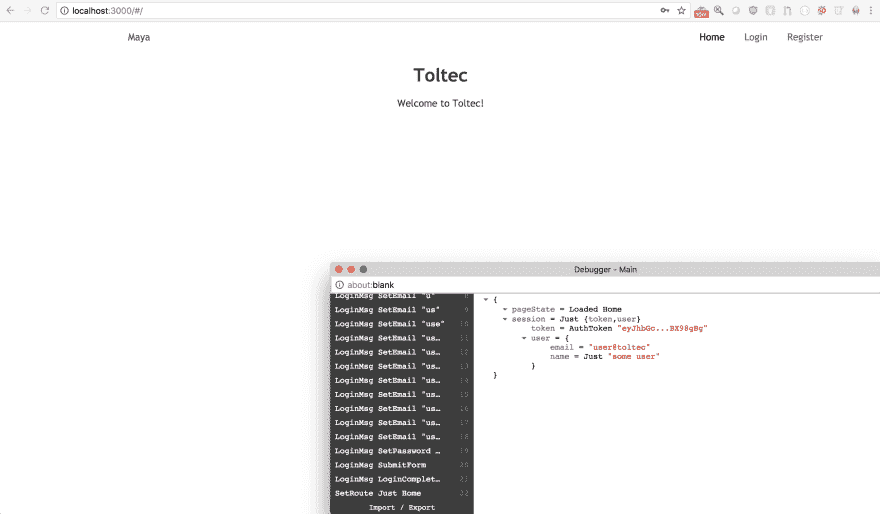 localhost:3000/#/
Maya
Home Login Register
Toltec
Welcome to Toltec!
Debugger - Main
about:blank
LoginMsg SetEmail "u" 8
LoginMsg SetEmail "us" 9
LoginMsg SetEmail "use" 10
LoginMsg SetEmail "us… 11
LoginMsg SetEmail "us… 12
LoginMsg SetEmail "us… 13
LoginMsg SetEmail "us… 14
LoginMsg SetEmail "us… 15
LoginMsg SetEmail "us… 16
LoginMsg SetEmail "us… 17
LoginMsg SetEmail "us… 18
LoginMsg SetPassword … 19
LoginMsg SubmitForm 20
LoginMsg LoginComplet… 21
SetRoute Just Home 22
Import / Export
{
pageState = Loaded Home
session = Just {token,user}
token = AuthToken "eyJhbGc...BX98gBg"
user = {
email = "user@toltec"
name = Just "some user"
}
}